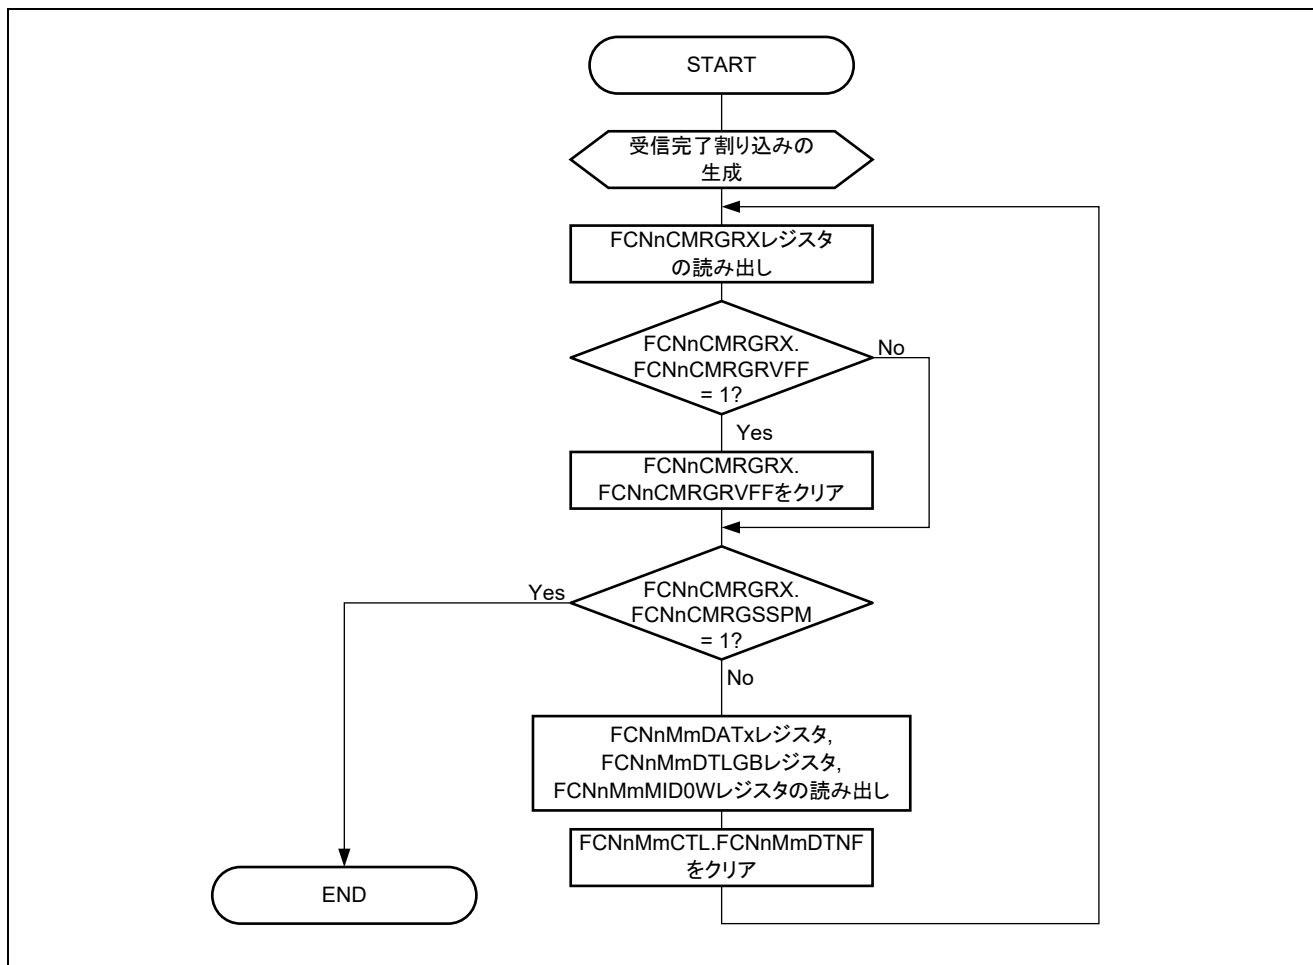 START
受信完了割り込みの
生成
FCNnCMRGRXレジスタ
の読み出し
FCNnCMRGRX.
FCNnCMRGRVFF
= 1?
No
Yes
FCNnCMRGRX.
FCNnCMRGRVFFをクリア
FCNnCMRGRX.
FCNnCMRGSSPM
= 1?
Yes
No
FCNnMmDATxレジスタ,
FCNnMmDTLGBレジスタ,
FCNnMmMID0Wレジスタの読み出し
FCNnMmCTL.FCNnMmDTNF
をクリア
END